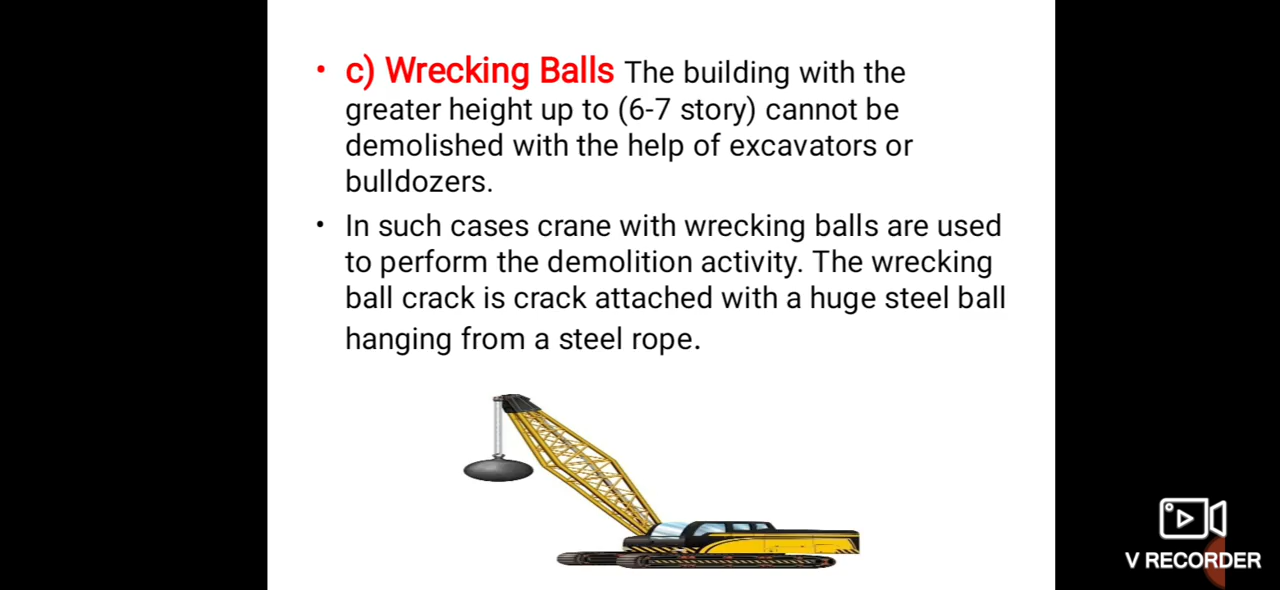 • c) Wrecking Balls The building with the
greater height up to (6-7 story) cannot be
demolished with the help of excavators or
bulldozers.
• In such cases crane with wrecking balls are used
to perform the demolition activity. The wrecking
ball crack is crack attached with a huge steel ball
hanging from a steel rope.
V RECORDER